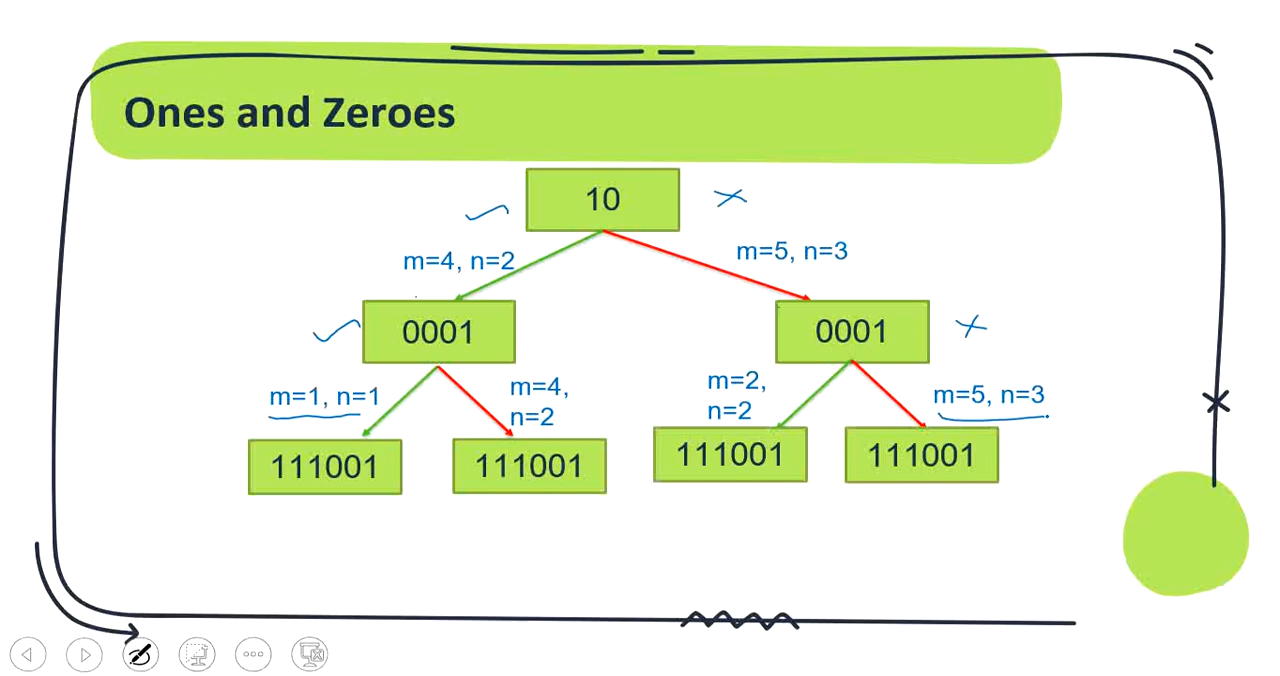 Ones and Zeroes
10
m=4, n=2
m=5, n=3
0001
0001
m=1, n=1
m=4,
n=2
m=2,
n=2
m=5, n=3
111001
111001
111001
111001